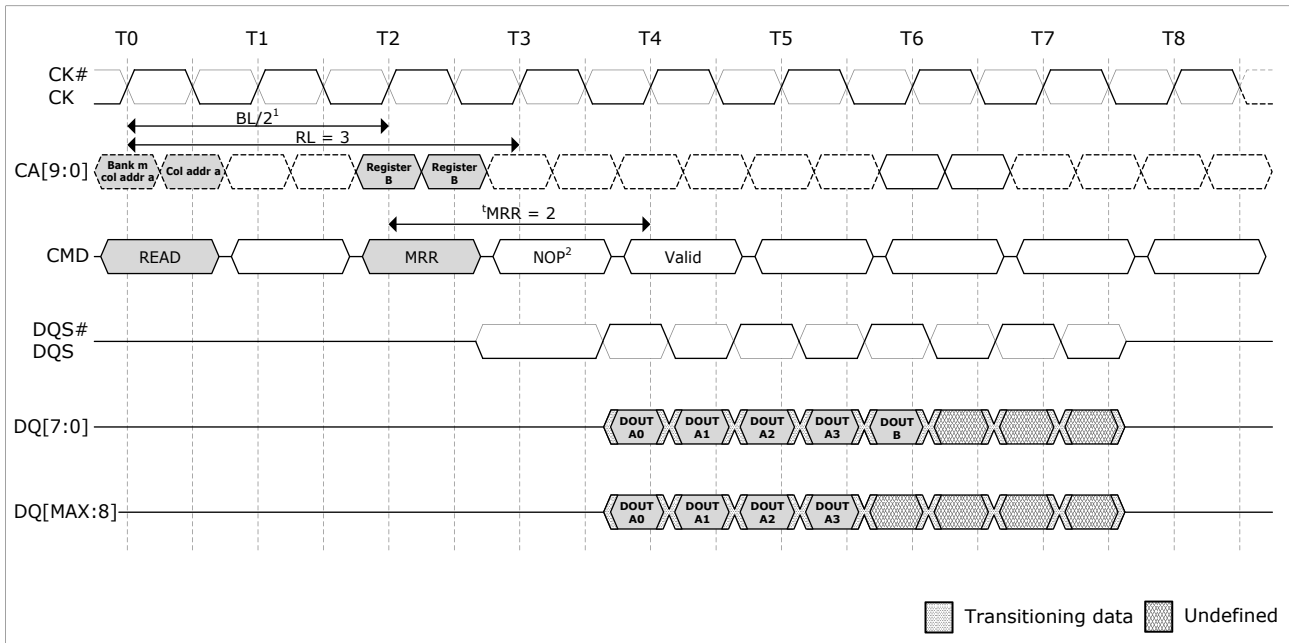 T0 T1 T2 T3 T4 T5 T6 T7 T8
CK#
CK
BL/2¹
RL = 3
CA[9:0] Bank m col addr a Col addr a Register B Register B
ᵗMRR = 2
CMD READ MRR NOP² Valid
DQS#
DQS
DQ[7:0] DOUT A0 DOUT A1 DOUT A2 DOUT A3 DOUT B
DQ[MAX:8] DOUT A0 DOUT A1 DOUT A2 DOUT A3
Transitioning data Undefined